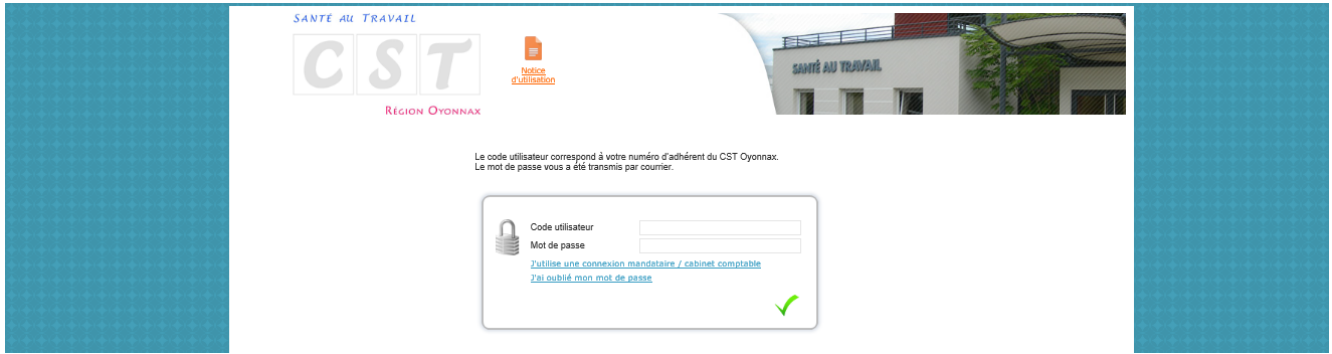 SANTÉ AU TRAVAIL
CST
RÉGION OYONNAX
Notice
d'utilisation
SANTÉ AU TRAVAIL
Le code utilisateur correspond à votre numéro d'adhérent du CST Oyonnax.
Le mot de passe vous a été transmis par courrier.
Code utilisateur
Mot de passe
J'utilise une connexion mandataire / cabinet comptable
J'ai oublié mon mot de passe